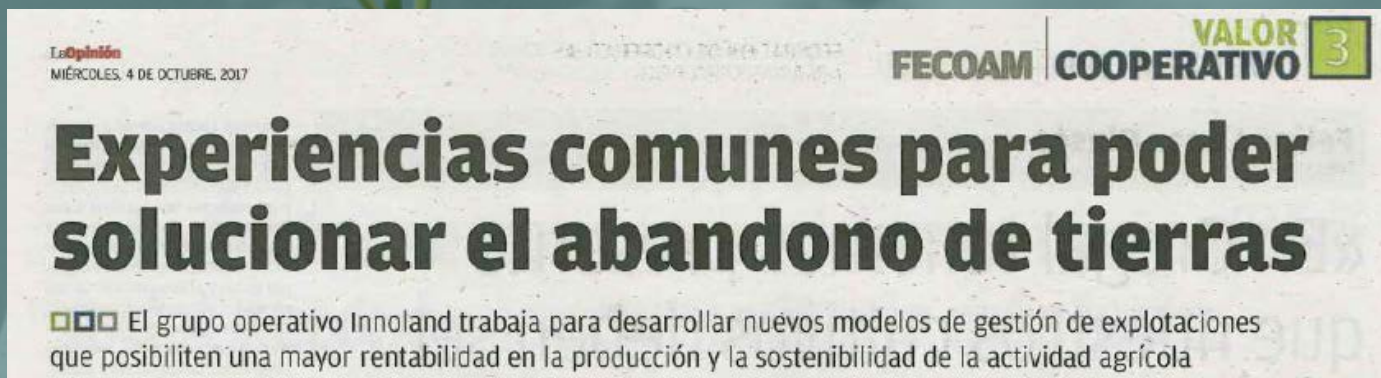 LaOpinión
MIÉRCOLES, 4 DE OCTUBRE, 2017
FECOAM
VALOR
COOPERATIVO
3
Experiencias comunes para poder
solucionar el abandono de tierras
El grupo operativo Innoland trabaja para desarrollar nuevos modelos de gestión de explotaciones
que posibiliten una mayor rentabilidad en la producción y la sostenibilidad de la actividad agrícola